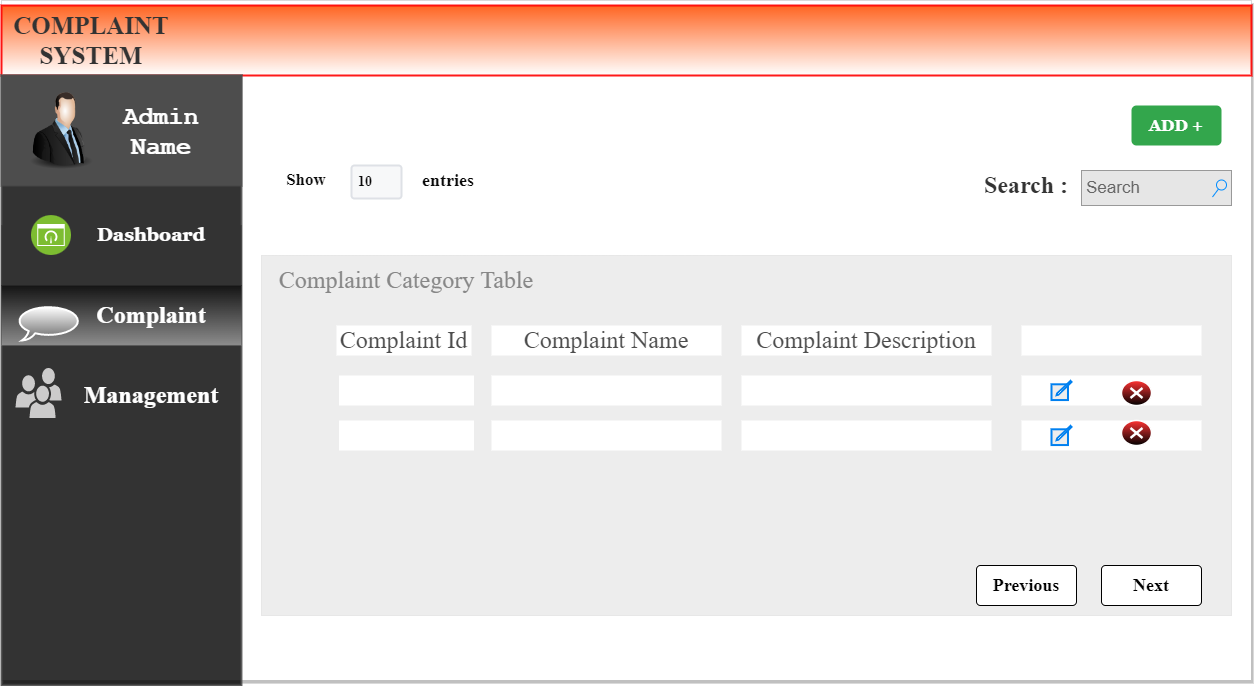 COMPLAINT
SYSTEM
Admin
Name
ADD +
Show 10 entries
Search : Search
Dashboard
Complaint
Management
Complaint Category Table
Complaint Id Complaint Name Complaint Description
Previous Next